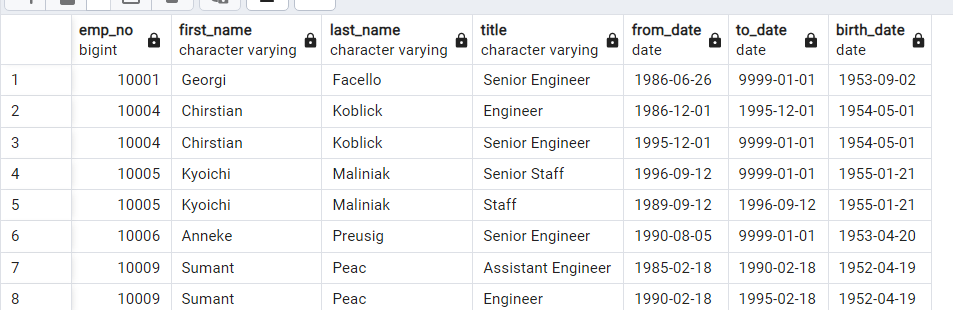 emp_no first_name last_name title from_date to_date birth_date
bigint character varying character varying character varying date date date
1 10001 Georgi Facello Senior Engineer 1986-06-26 9999-01-01 1953-09-02
2 10004 Chirstian Koblick Engineer 1986-12-01 1995-12-01 1954-05-01
3 10004 Chirstian Koblick Senior Engineer 1995-12-01 9999-01-01 1954-05-01
4 10005 Kyoichi Maliniak Senior Staff 1996-09-12 9999-01-01 1955-01-21
5 10005 Kyoichi Maliniak Staff 1989-09-12 1996-09-12 1955-01-21
6 10006 Anneke Preusig Senior Engineer 1990-08-05 9999-01-01 1953-04-20
7 10009 Sumant Peac Assistant Engineer 1985-02-18 1990-02-18 1952-04-19
8 10009 Sumant Peac Engineer 1990-02-18 1995-02-18 1952-04-19